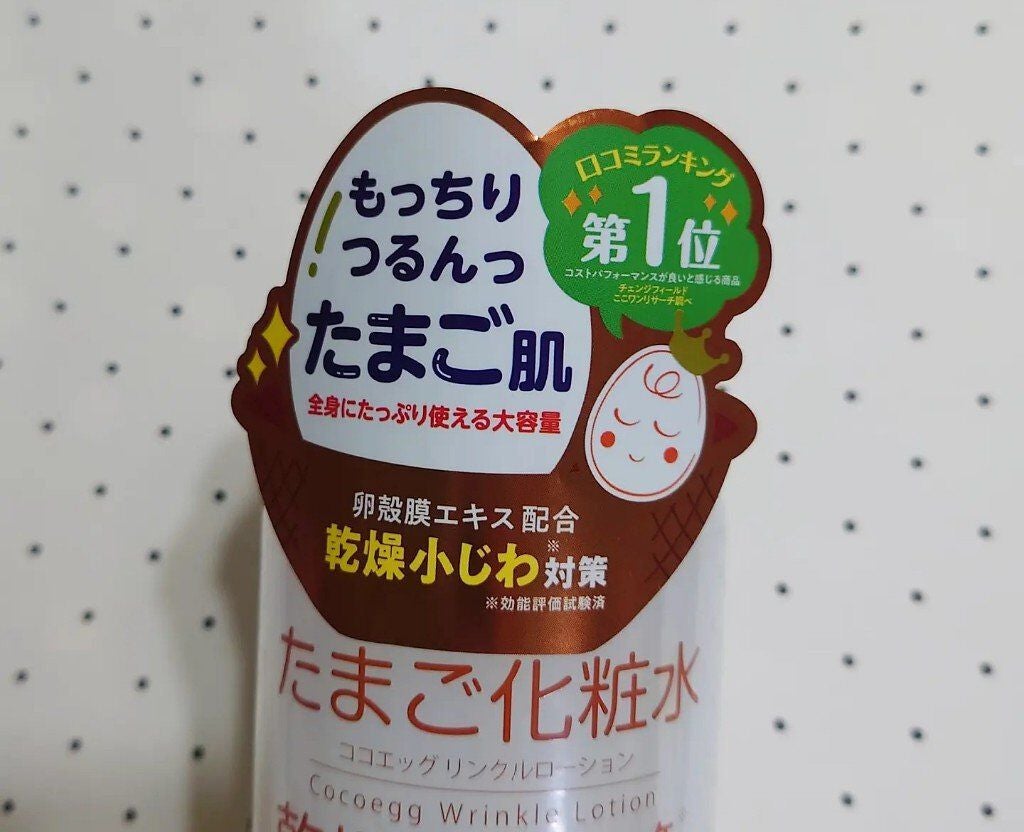 もっちり
つるんっ
たまご肌
全身にたっぷり使える大容量
口コミランキング
第1位
コストパフォーマンスが良いと感じる商品
チェンジフィールド
ここワンリサーチ調べ
卵殻膜エキス配合
乾燥小じわ※対策
※効能評価試験済
たまご化粧水
ココエッグリンクルローション
Cocoegg Wrinkle Lotion